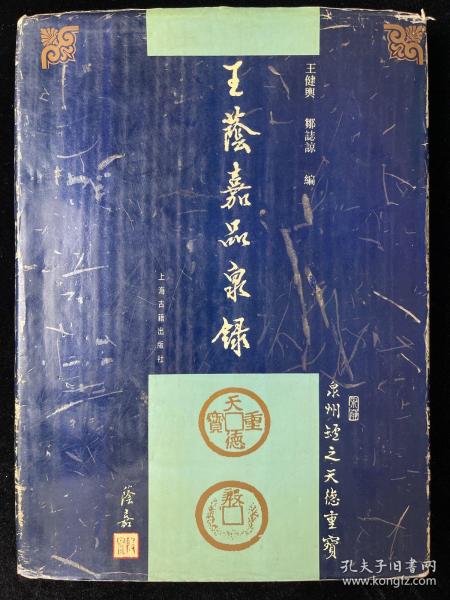 王蔭嘉品泉録
王健輿 鄒誌諒 編
上海古籍出版社
天德重寶
殷
泉州铚之天德重寶
蔭嘉
孔夫子旧书网
www.kongfz.com